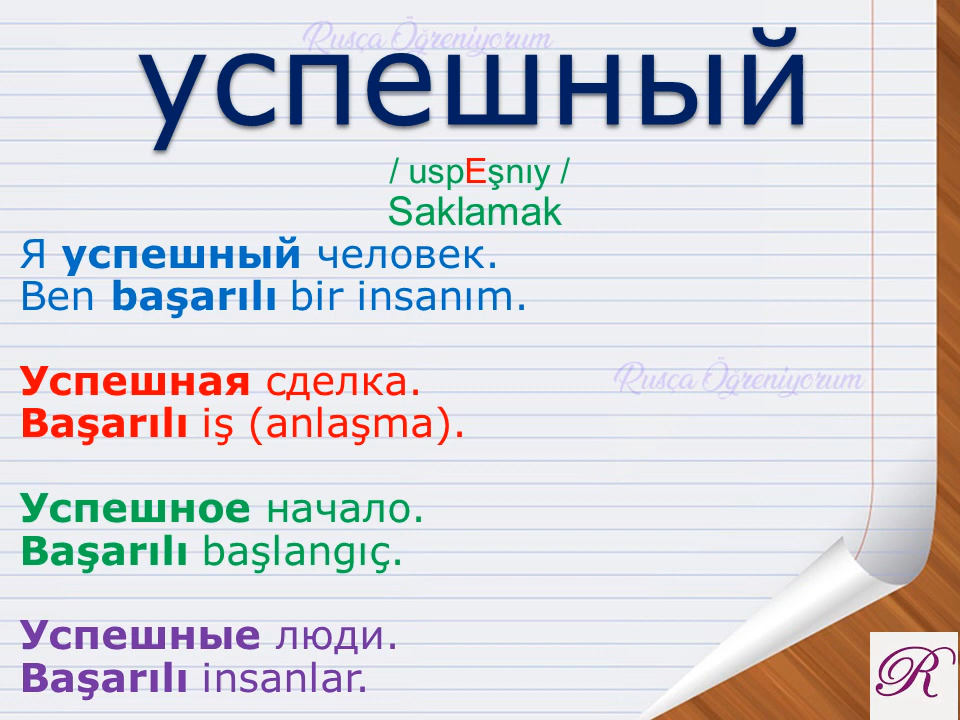 Rusça Öğreniyorum
успешный
/ uspEşnıy /
Saklamak
Я успешный человек.
Ben başarılı bir insanım.
Успешная сделка.
Rusça Öğreniyorum
Başarılı iş (anlaşma).
Успешное начало.
Başarılı başlangıç.
Успешные люди.
Başarılı insanlar.
R